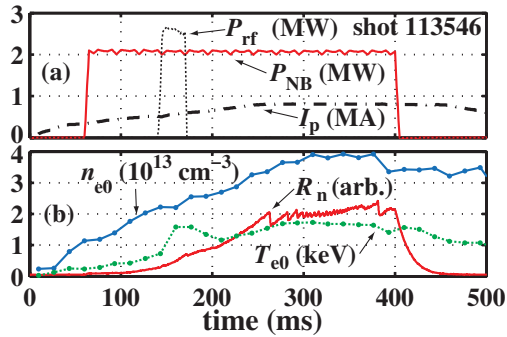 3
P_rf (MW) shot 113546
2
(a) P_NB (MW)
1
I_p (MA)
0
4
n_e0 (10^13 cm^-3)
3
(b) R_n (arb.)
2
1
T_e0 (keV)
0
0 100 200 300 400 500
time (ms)